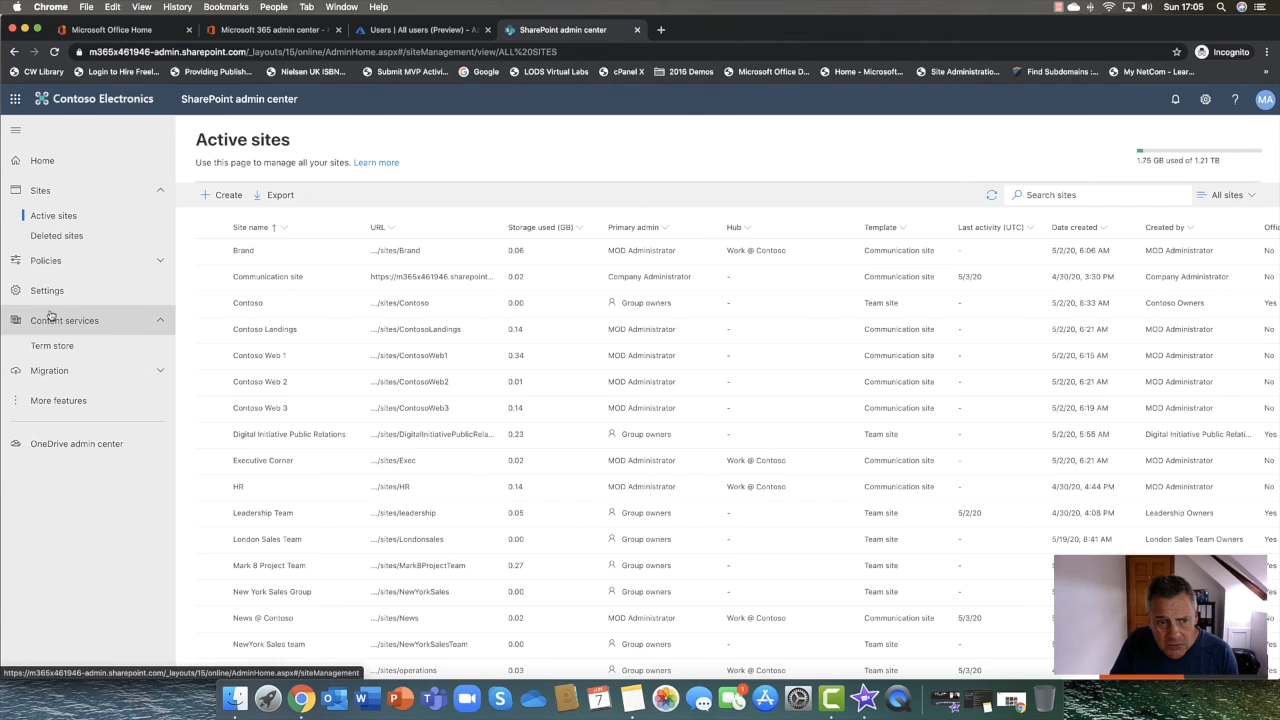 Chrome File Edit View History Bookmarks People Tab Window Help
Microsoft Office Home × Microsoft 365 admin center - × Users | All users (Preview) - A × SharePoint admin center × +
m365x461946-admin.sharepoint.com/_layouts/15/online/AdminHome.aspx#/siteManagement/view/ALL%20SITES Incognito
CW Library Login to Hire Freel... Providing Publish... Nielsen UK ISBN... Submit MVP Activi... Google LODS Virtual Labs cPanel X 2016 Demos Microsoft Office D... Home - Microsoft... Site Administratio... Find Subdomains :... My NetCom - Lear... »
Contoso Electronics SharePoint admin center ? MA
Active sites
Use this page to manage all your sites. Learn more
1.75 GB used of 1.21 TB
Home
Sites
Active sites
Deleted sites
Policies
Settings
Content services
Term store
Migration
More features
OneDrive admin center
+ Create Export Search sites All sites
Site name ↑ URL Storage used (GB) Primary admin Hub Template Last activity (UTC) Date created Created by Offic
Brand .../sites/Brand 0.06 MOD Administrator Work @ Contoso Communication site - 5/2/20, 6:06 AM MOD Administrator No
Communication site https://m365x461946.sharepoint... 0.02 Company Administrator - Communication site 5/3/20 4/30/20, 3:30 PM Company Administrator No
Contoso .../sites/Contoso 0.00 Group owners - Team site - 5/2/20, 8:33 AM Contoso Owners Yes
Contoso Landings .../sites/ContosoLandings 0.14 MOD Administrator - Communication site - 5/2/20, 6:21 AM MOD Administrator No
Contoso Web 1 .../sites/ContosoWeb1 0.34 MOD Administrator - Communication site - 5/2/20, 6:15 AM MOD Administrator No
Contoso Web 2 .../sites/ContosoWeb2 0.01 MOD Administrator - Communication site - 5/2/20, 6:21 AM MOD Administrator No
Contoso Web 3 .../sites/ContosoWeb3 0.14 MOD Administrator - Communication site - 5/2/20, 6:19 AM MOD Administrator No
Digital Initiative Public Relations .../sites/DigitalInitiativePublicRela... 0.23 Group owners - Team site - 5/2/20, 5:55 AM Digital Initiative Public Relati... Yes
Executive Corner .../sites/Exec 0.02 MOD Administrator Work @ Contoso Communication site - 5/2/20, 6:21 AM MOD Administrator No
HR .../sites/HR 0.14 MOD Administrator Work @ Contoso Communication site - 4/30/20, 4:44 PM MOD Administrator No
Leadership Team .../sites/leadership 0.05 Group owners - Team site 5/2/20 4/30/20, 4:08 PM Leadership Owners Yes
London Sales Team .../sites/Londonsales 0.00 Group owners - Team site - 5/19/20, 8:41 AM London Sales Team Owners Yes
Mark 8 Project Team .../sites/Mark8ProjectTeam 0.27 Group owners - Team site -
New York Sales Group .../sites/NewYorkSales 0.00 Group owners - Team site -
News @ Contoso .../sites/News 0.02 MOD Administrator Work @ Contoso Communication site 5/3/20
NewYork Sales team .../sites/NewYorkSalesTeam 0.00 Group owners - Team site -
.../sites/operations 0.03 Group owners Work @ Contoso Communication site -
https://m365x461946-admin.sharepoint.com/_layouts/15/online/AdminHome.aspx#/siteManagement